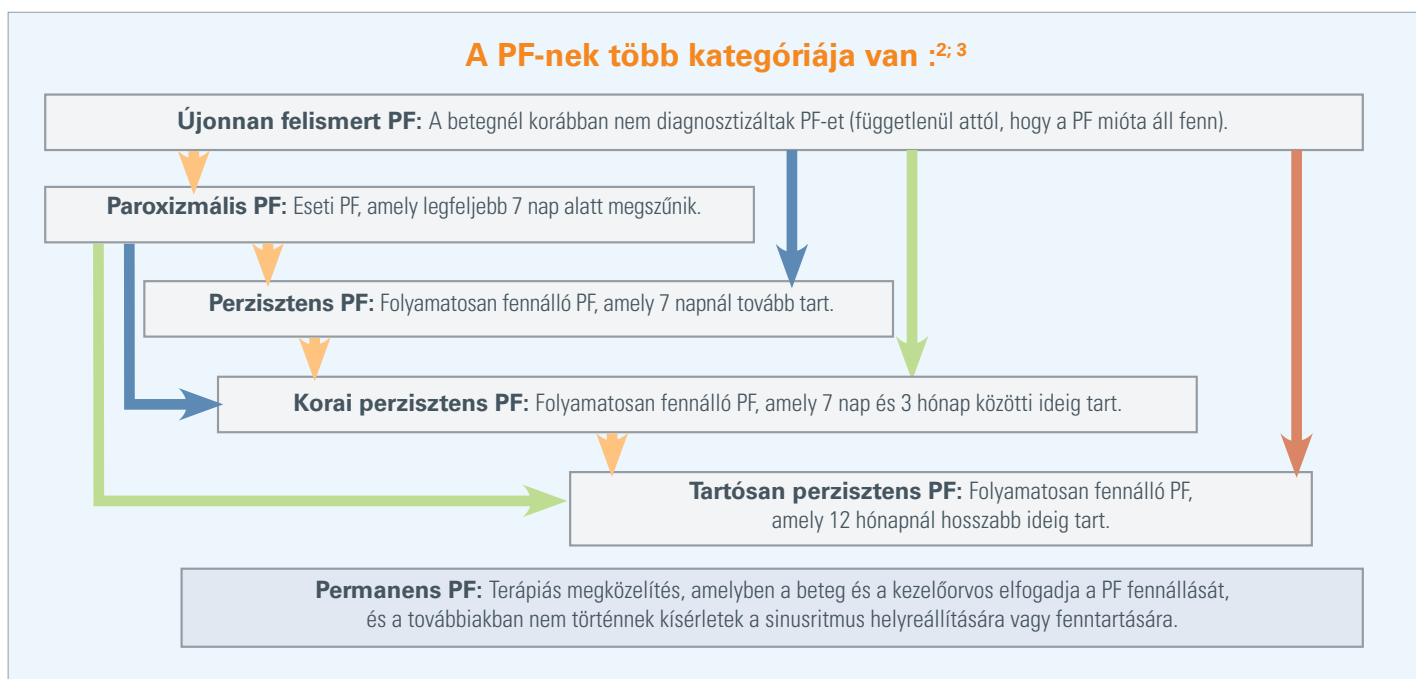 A PF-nek több kategóriája van :2; 3
Újonnan felismert PF: A betegnél korábban nem diagnosztizáltak PF-et (függetlenül attól, hogy a PF mióta áll fenn).
Paroxizmális PF: Eseti PF, amely legfeljebb 7 nap alatt megszűnik.
Perzisztens PF: Folyamatosan fennálló PF, amely 7 napnál tovább tart.
Korai perzisztens PF: Folyamatosan fennálló PF, amely 7 nap és 3 hónap közötti ideig tart.
Tartósan perzisztens PF: Folyamatosan fennálló PF,
amely 12 hónapnál hosszabb ideig tart.
Permanens PF: Terápiás megközelítés, amelyben a beteg és a kezelőorvos elfogadja a PF fennállását,
és a továbbiakban nem történnek kísérletek a sinusritmus helyreállítására vagy fenntartására.